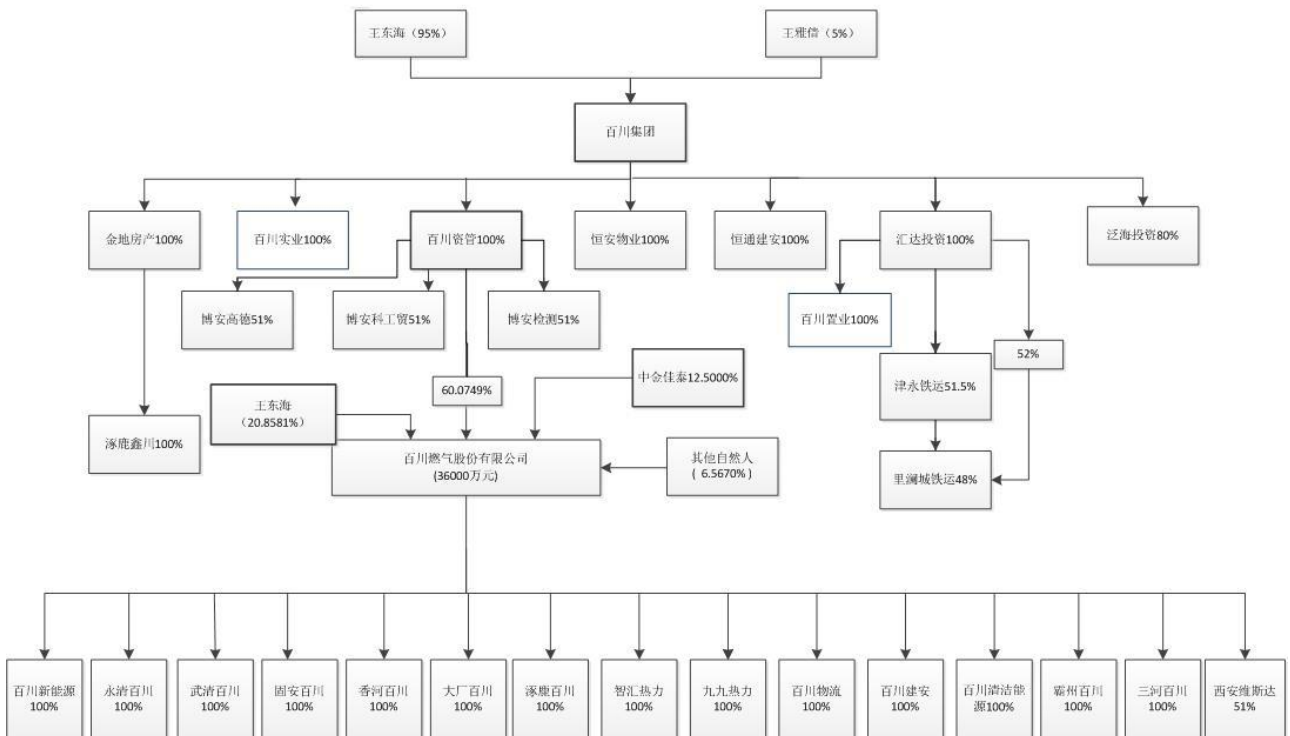 王东海（95%）
王雅倩（5%）
百川集团
金地房产100%
百川实业100%
百川资管100%
恒安物业100%
恒通建安100%
汇达投资100%
泛海投资80%
博安高德51%
博安科工贸51%
博安检测51%
百川置业100%
52%
中金佳泰12.5000%
60.0749%
津永铁运51.5%
王东海
（20.8581%）
涿鹿鑫川100%
百川燃气股份有限公司
(36000万元)
其他自然人
( 6.5670% )
里澜城铁运48%
百川新能源
100%
永清百川
100%
武清百川
100%
固安百川
100%
香河百川
100%
大厂百川
100%
涿鹿百川
100%
智汇热力
100%
九九热力
100%
百川物流
100%
百川建安
100%
百川清洁能
源100%
霸州百川
100%
三河百川
100%
西安维斯达
51%